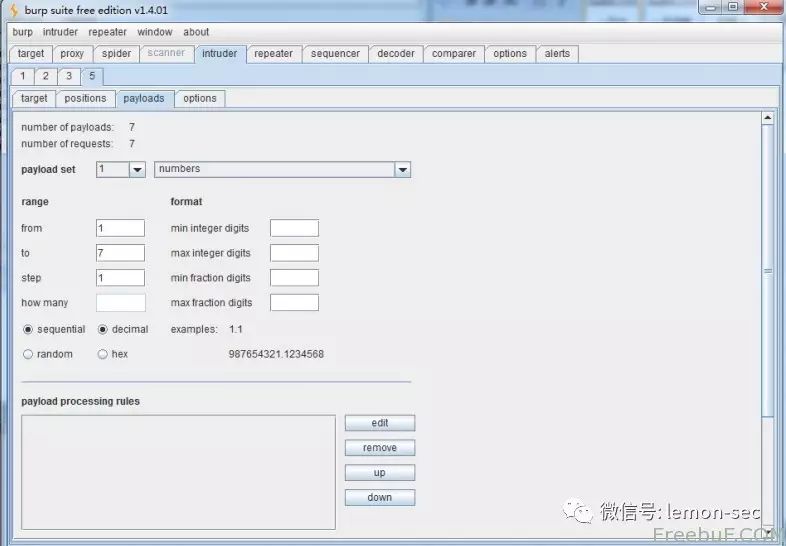 burp suite free edition v1.4.01
burp intruder repeater window about
target proxy spider scanner intruder repeater sequencer decoder comparer options alerts
1 2 3 5
target positions payloads options
number of payloads: 7
number of requests: 7
payload set 1 numbers
range format
from 1 min integer digits
to 7 max integer digits
step 1 min fraction digits
how many max fraction digits
sequential decimal examples: 1.1
random hex 987654321.1234568
payload processing rules
edit
remove
up
down
微信号: lemon-sec
FreebuF.COM